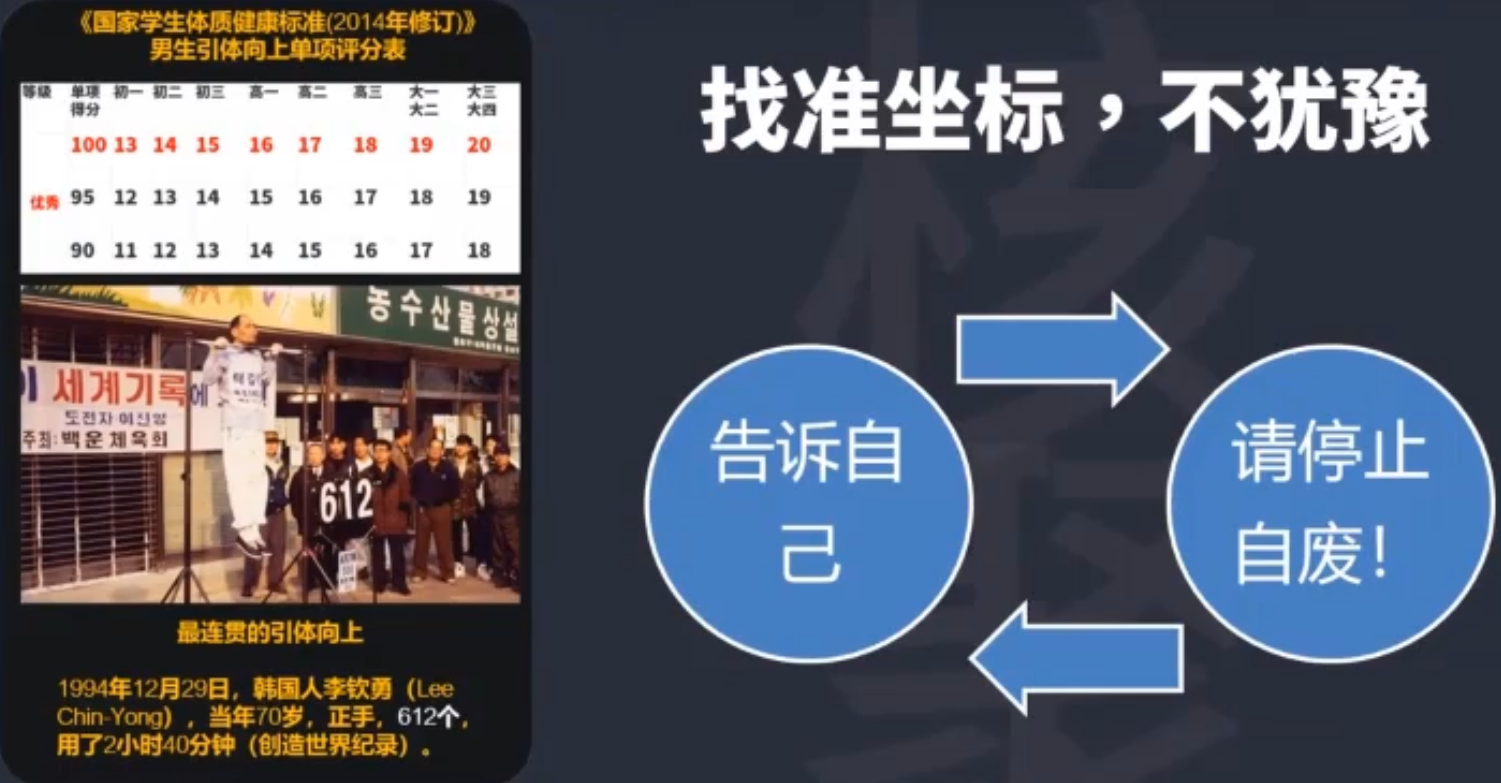 《国家学生体质健康标准(2014年修订)》
男生引体向上单项评分表
等级 单项得分 初一 初二 初三 高一 高二 高三 大一大二 大三大四
100 13 14 15 16 17 18 19 20
优秀 95 12 13 14 15 16 17 18 19
90 11 12 13 14 15 16 17 18
농수산물상설
세계기록 에
도전자 이진영
주최: 백운체육회
612
最连贯的引体向上
1994年12月29日，韩国人李钦勇（Lee
Chin-Yong），当年70岁，正手，612个，
用了2小时40分钟（创造世界纪录）。
找准坐标，不犹豫
告诉自
己
请停止
自废！